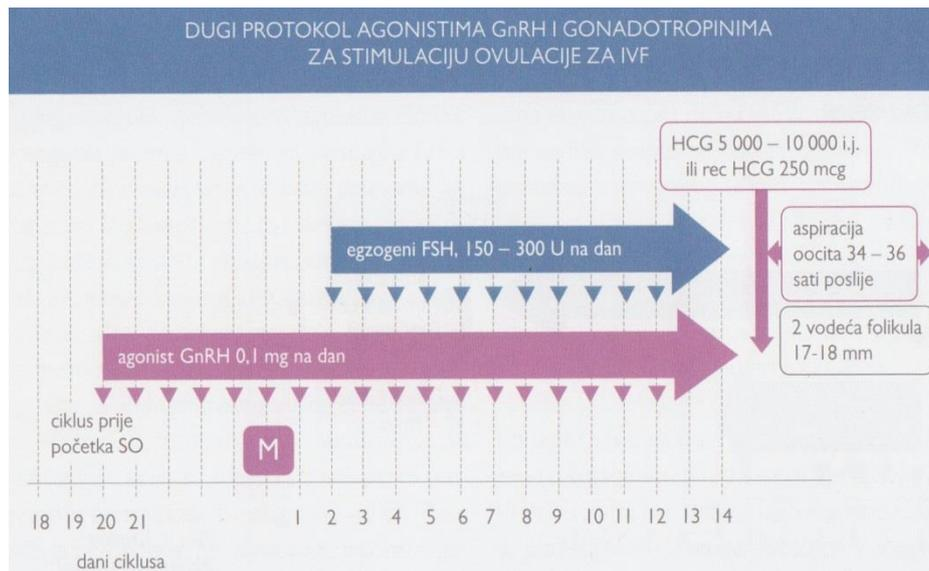 DUGI PROTOKOL AGONISTIMA GnRH I GONADOTROPINIMA
ZA STIMULACIJU OVULACIJE ZA IVF
HCG 5 000 – 10 000 i.j.
ili rec HCG 250 mcg
egzogeni FSH, 150 – 300 U na dan
aspiracija
oocita 34 – 36
sati poslije
2 vodeća folikula
17-18 mm
agonist GnRH 0,1 mg na dan
ciklus prije
početka SO
M
18 19 20 21 1 2 3 4 5 6 7 8 9 10 11 12 13 14
dani ciklusa